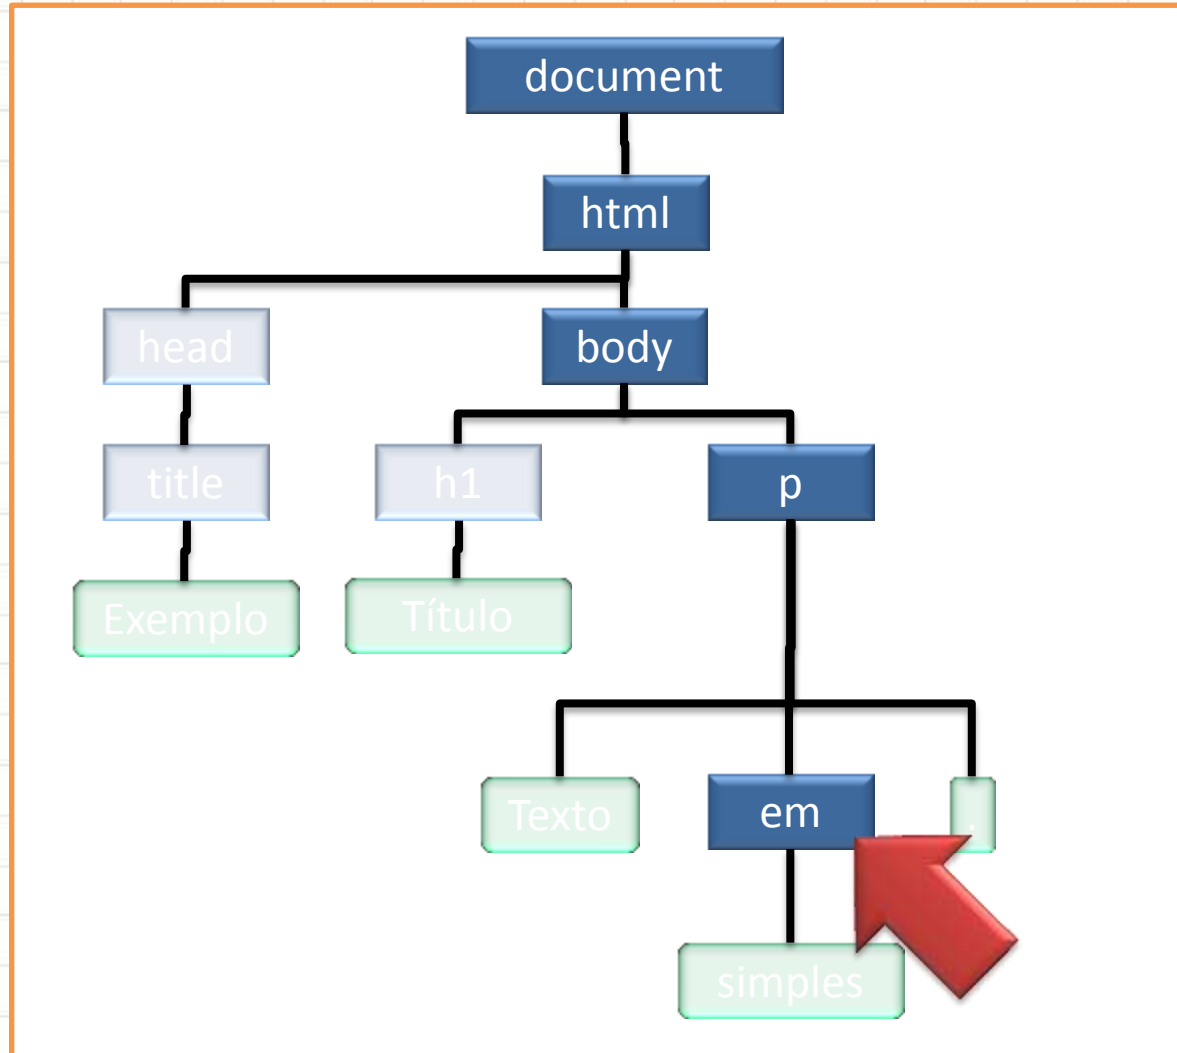 document
html
head
body
title
h1
p
Exemplo
Título
Texto
em
.
simples